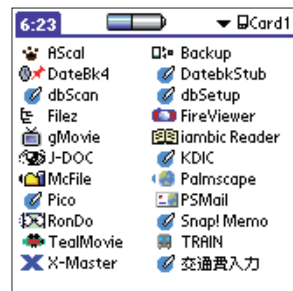 6:23 Card1
AScal Backup
DateBk4 DatebkStub
dbScan dbSetup
Filez FireViewer
gMovie iambic Reader
J-DOC KDIC
McFile Palmscape
Pico PSMail
RonDo Snap! Memo
TealMovie TRAIN
X-Master 交通費入力